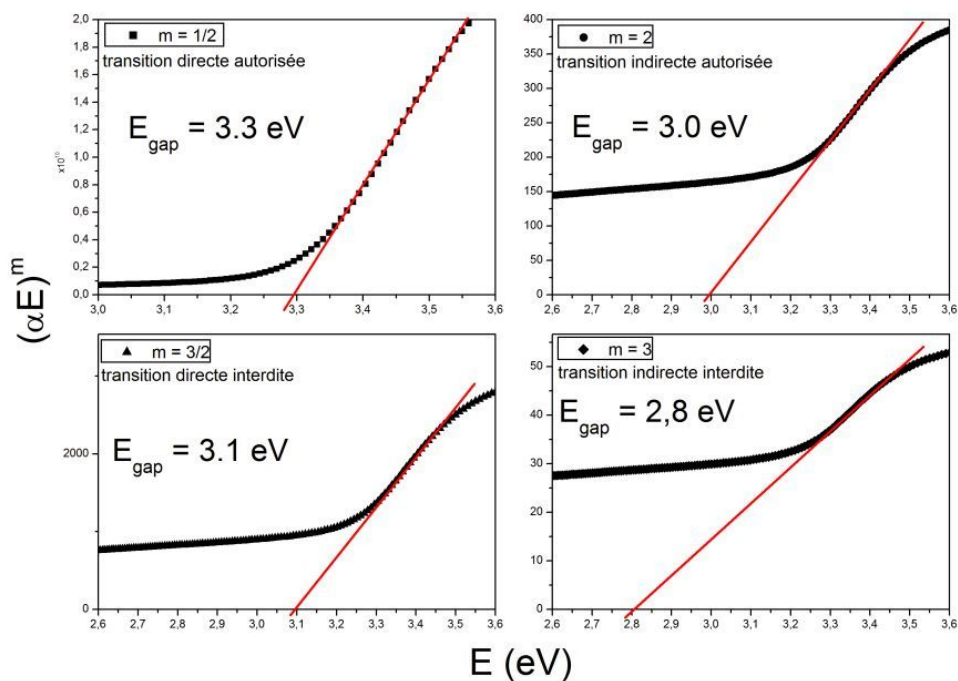 m = 1/2
transition directe autorisée
E_gap = 3.3 eV
x10^10
2,0
1,8
1,6
1,4
1,2
1,0
0,8
0,6
0,4
0,2
0,0
3,0 3,1 3,2 3,3 3,4 3,5 3,6
m = 2
transition indirecte autorisée
E_gap = 3.0 eV
400
350
300
250
200
150
100
50
0
2,6 2,7 2,8 2,9 3,0 3,1 3,2 3,3 3,4 3,5 3,6
(αE)^m
m = 3/2
transition directe interdite
E_gap = 3.1 eV
2000
0
2,6 2,7 2,8 2,9 3,0 3,1 3,2 3,3 3,4 3,5 3,6
m = 3
transition indirecte interdite
E_gap = 2,8 eV
50
40
30
20
10
0
2,6 2,7 2,8 2,9 3,0 3,1 3,2 3,3 3,4 3,5 3,6
E (eV)